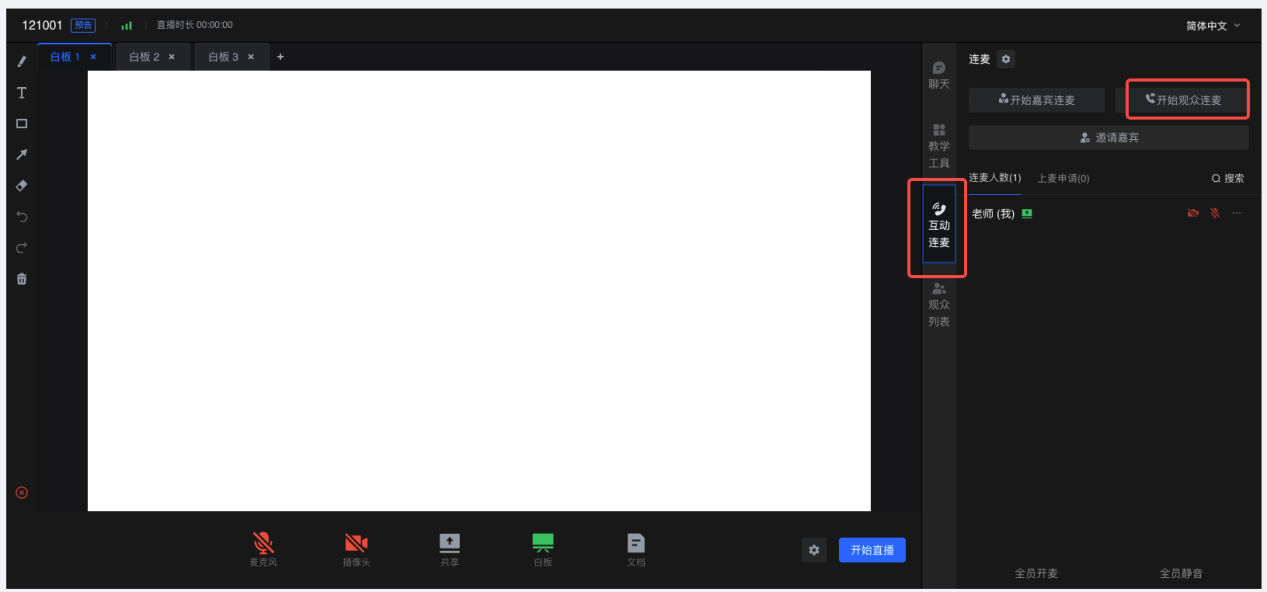 121001 预告 直播时长 00:00:00 简体中文
白板 1 × 白板 2 × 白板 3 × +
T
聊天
教学
工具
互动
连麦
观众
列表
连麦
开始嘉宾连麦 开始观众连麦
邀请嘉宾
连麦人数(1) 上麦申请(0) 搜索
老师 (我) ...
麦克风 摄像头 共享 白板 文档 开始直播
全员开麦 全员静音